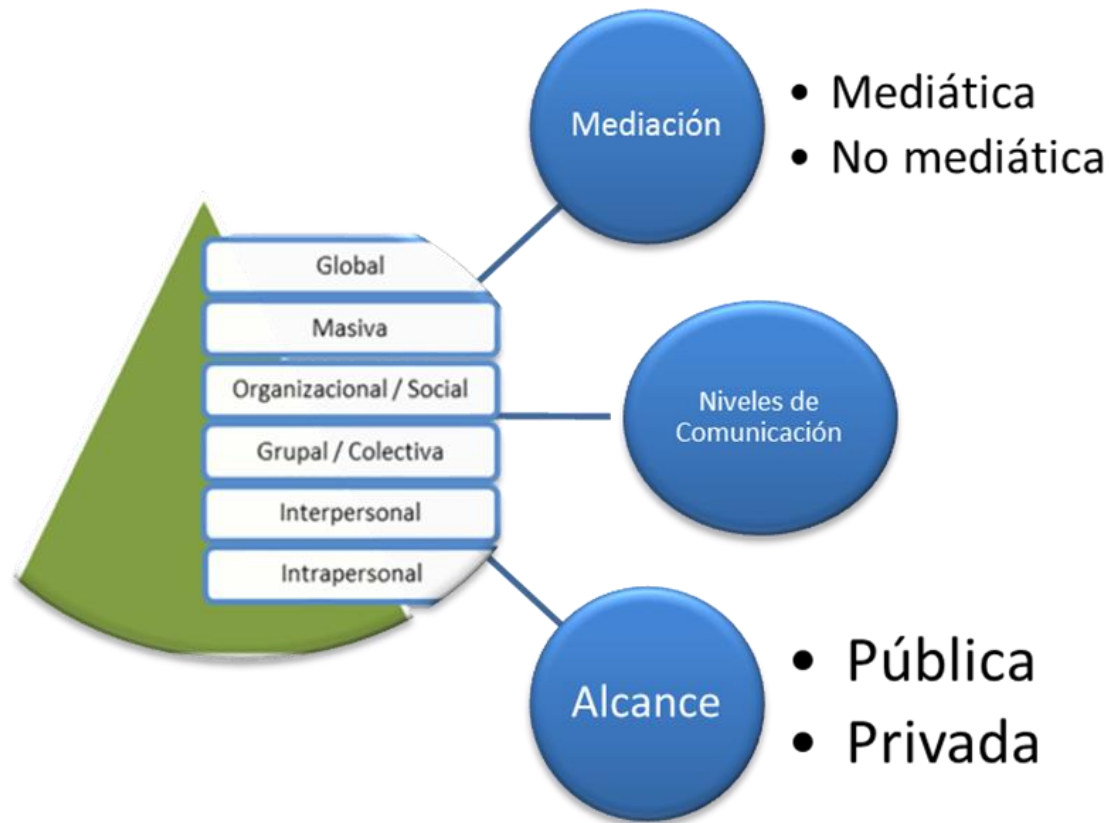 Mediación
• Mediática
• No mediática
Global
Masiva
Organizacional / Social
Grupal / Colectiva
Interpersonal
Intrapersonal
Niveles de
Comunicación
Alcance
• Pública
• Privada